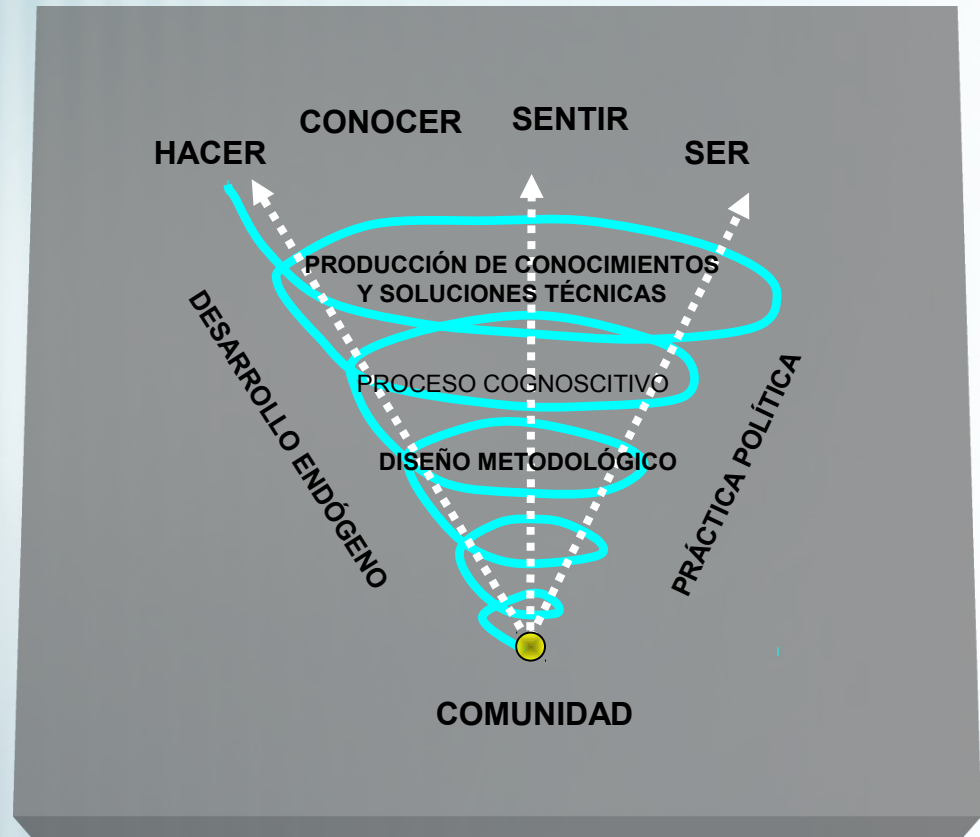 CONOCER
SENTIR
HACER
SER
PRODUCCIÓN DE CONOCIMIENTOS
Y SOLUCIONES TÉCNICAS
DESARROLLO ENDÓGENO
PROCESO COGNOSCITIVO
PRÁCTICA POLÍTICA
DISEÑO METODOLÓGICO
COMUNIDAD